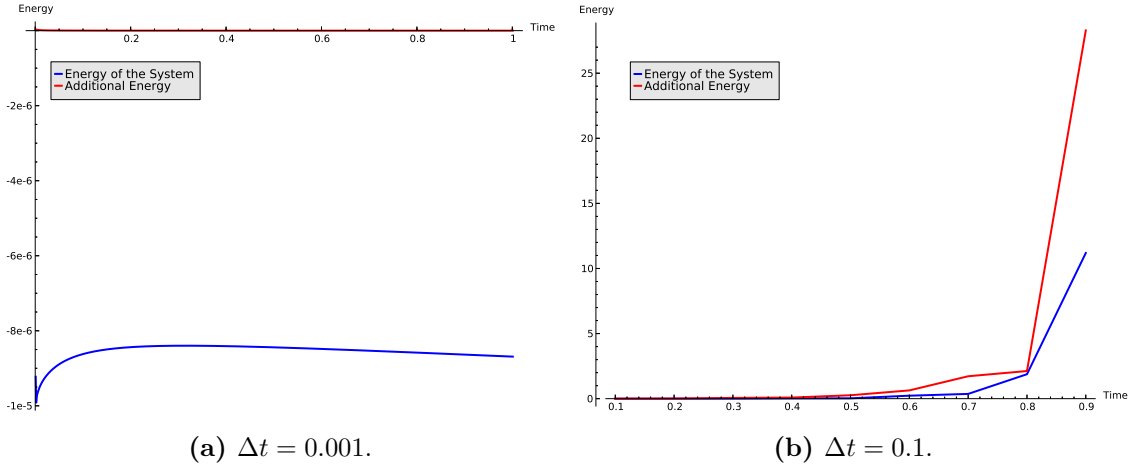 Energy
Time
0.2
0.4
0.6
0.8
1
Energy of the System
Additional Energy
-2e-6
-4e-6
-6e-6
-8e-6
-1e-5
(a) Δt = 0.001.
Energy
25
20
15
10
5
0
Energy of the System
Additional Energy
0.1
0.2
0.3
0.4
0.5
0.6
0.7
0.8
0.9
Time
(b) Δt = 0.1.